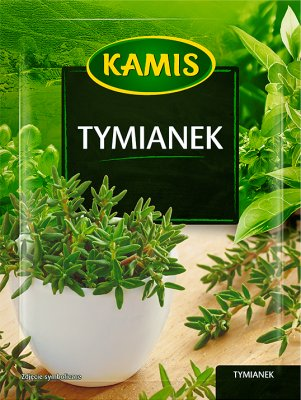 KAMIS
TYMIANEK
Zdjęcie symboliczne
TYMIANEK